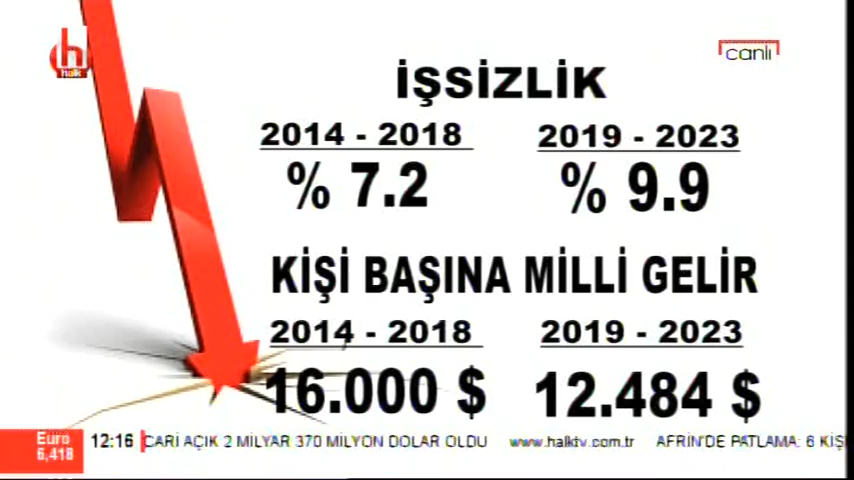 h
halk
canlı
İŞSİZLİK
2014 - 2018
2019 - 2023
% 7.2
% 9.9
KİŞİ BAŞINA MİLLİ GELİR
2014 - 2018
2019 - 2023
16.000 $
12.484 $
Euro
6,418
12:16
CARİ AÇIK 2 MİLYAR 370 MİLYON DOLAR OLDU www.halktv.com.tr AFRİN'DE PATLAMA: 6 KİŞ